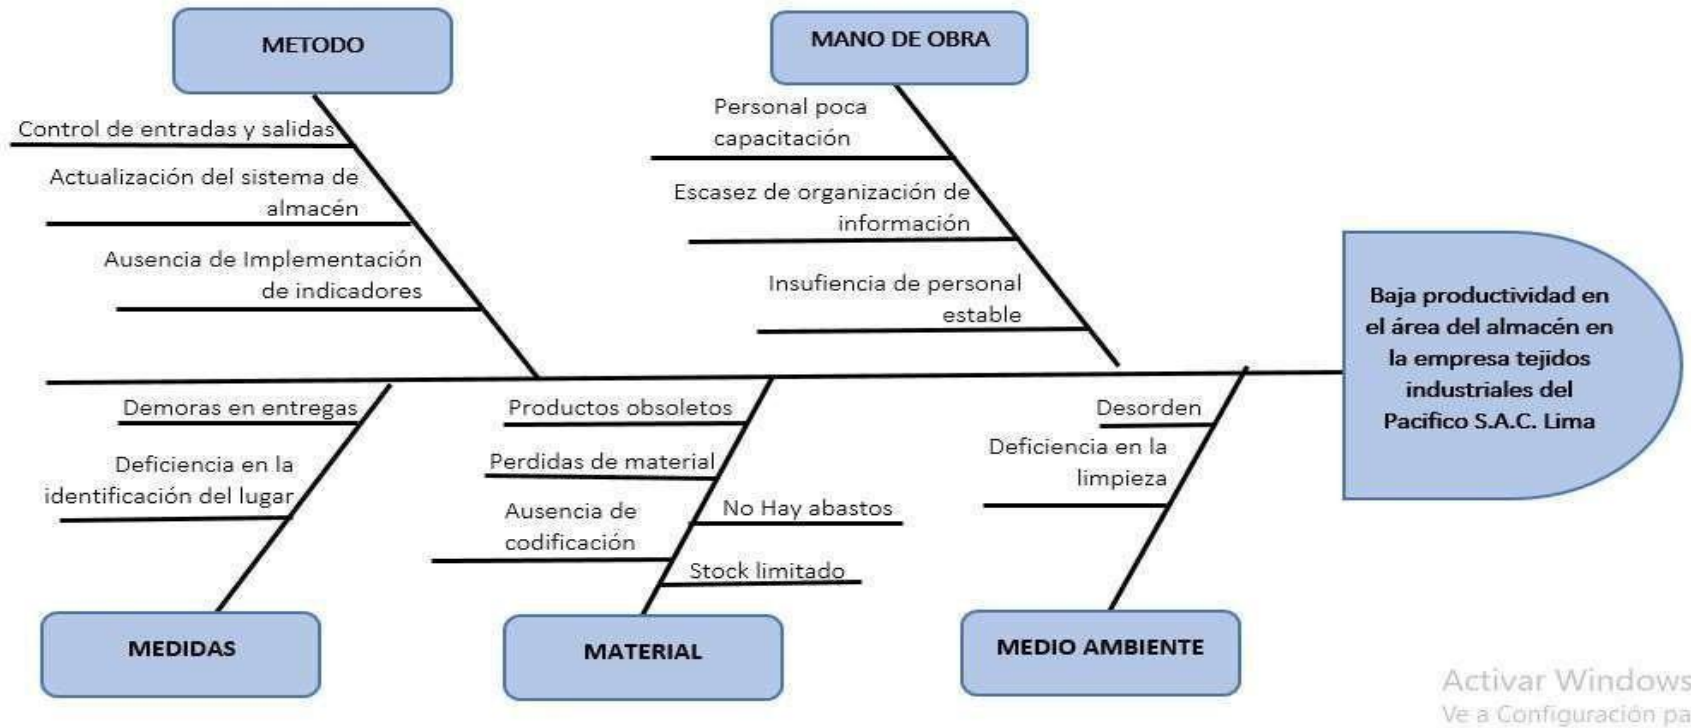 METODO
MANO DE OBRA
Control de entradas y salidas
Actualización del sistema de
almacén
Ausencia de Implementación
de indicadores
Personal poca
capacitación
Escasez de organización de
información
Insufiencia de personal
estable
Baja productividad en
el área del almacén en
la empresa tejidos
industriales del
Pacifico S.A.C. Lima
Demoras en entregas
Deficiencia en la
identificación del lugar
Productos obsoletos
Perdidas de material
Ausencia de
codificación
No Hay abastos
Stock limitado
Desorden
Deficiencia en la
limpieza
MEDIDAS
MATERIAL
MEDIO AMBIENTE
Activar Windows
Ve a Configuración pa